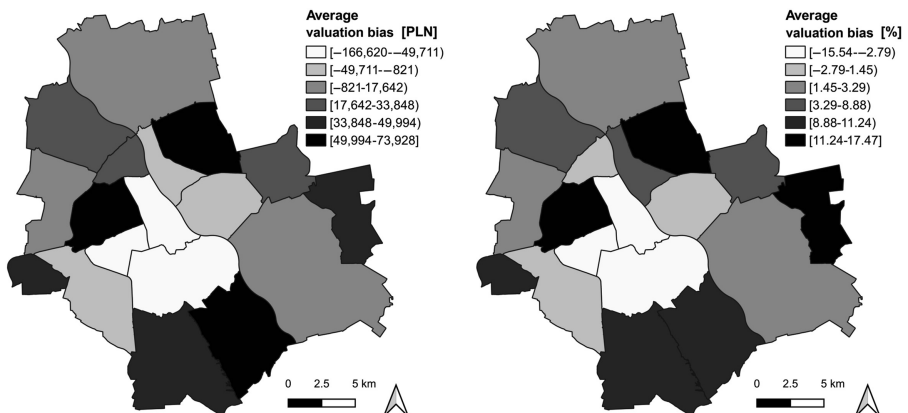 Average
valuation bias [PLN]
[–166,620-–49,711)
[–49,711-–821)
[–821-17,642)
[17,642-33,848)
[33,848-49,994)
[49,994-73,928)
0 2.5 5 km
Average
valuation bias [%]
[–15.54-–2.79)
[–2.79-1.45)
[1.45-3.29)
[3.29-8.88)
[8.88-11.24)
[11.24-17.47]
0 2.5 5 km